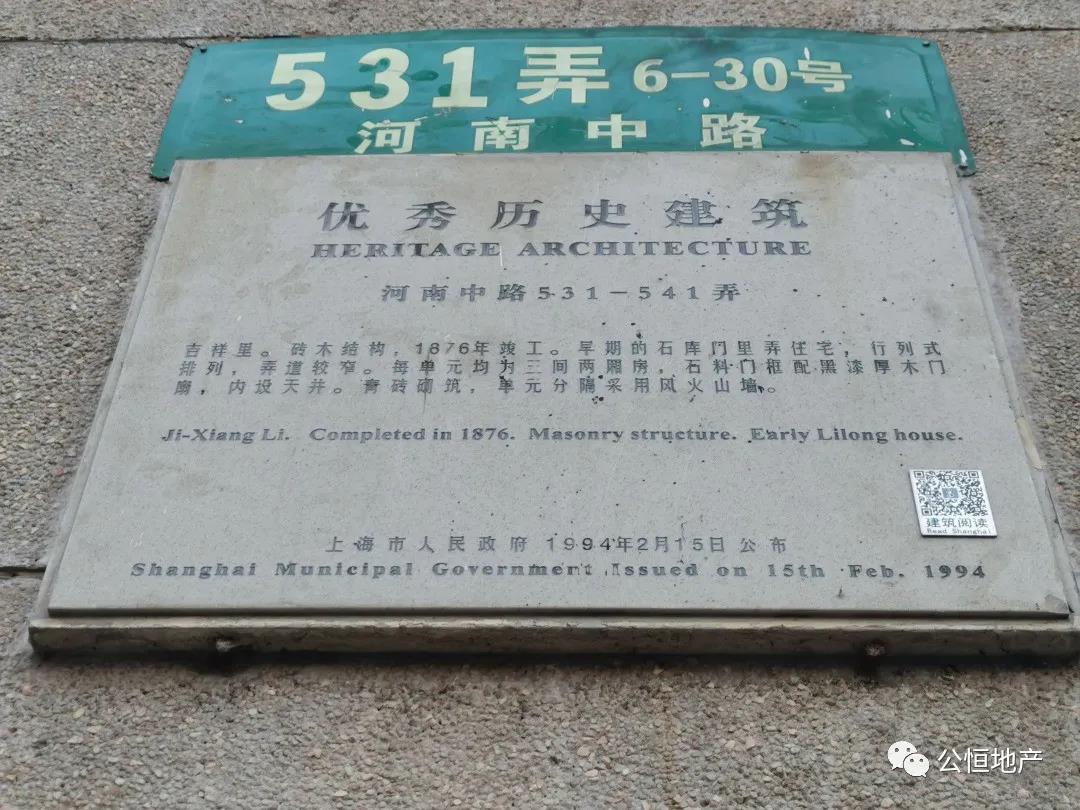 531弄 6-30号
河南中路
优秀历史建筑
HERITAGE ARCHITECTURE
河南中路531-541弄
吉祥里。砖木结构，1876年竣工。早期的石库门里弄住宅，行列式
排列，弄道较窄。每单元均为三间两厢房，石料门框配黑漆厚木门
扇，内设天井。青砖砌筑，单元分隔采用风火山墙。
Ji-Xiang Li. Completed in 1876. Masonry structure. Early Lilong house.
建筑阅读
Read Shanghai
上海市人民政府 1994年2月15日公布
Shanghai Municipal Government Issued on 15th Feb. 1994
公恒地产